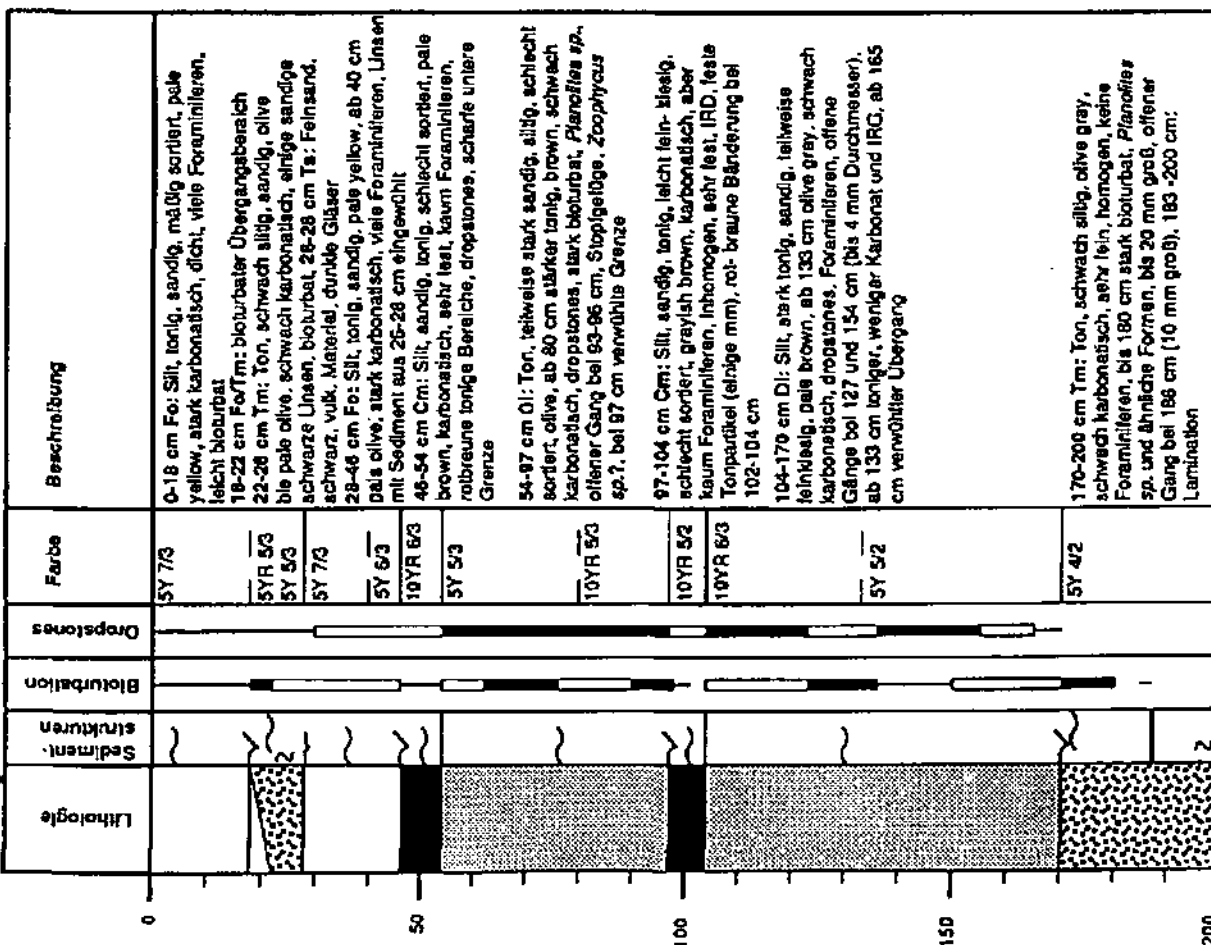 Lithologie
Sediment-
strukturen
Bioturbation
Dropstones
Farbe
Beschreibung
0
50
100
150
200
5Y 7/3
5YR 5/3
5Y 5/3
5Y 7/3
5Y 6/3
10YR 6/3
5Y 5/3
10YR 5/3
10YR 5/2
10YR 6/3
5Y 5/2
5Y 4/2
0-18 cm Fo: Silt, tonig, sandig, mäßig sortiert, pale
yellow, stark karbonatisch, dicht, viele Foraminiferen,
leicht bioturbat
18-22 cm Fo/Tm: bioturbater Übergangsbereich
22-28 cm Tm: Ton, schwach siltig, sandig, olive
bis pale olive, schwach karbonatisch, einige sandige
schwarze Linsen, bioturbat, 26-28 cm Ts: Feinsand,
schwarz, vulk. Material, dunkle Gläser
28-46 cm Fo: Silt, tonig, sandig, pale yellow, ab 40 cm
pale olive, stark karbonatisch, viele Foraminiferen, Linsen
mit Sediment aus 26-28 cm eingewühlt
46-54 cm Cm: Silt, sandig, tonig, schlecht sortiert, pale
brown, karbonatisch, sehr fest, kaum Foraminiferen,
rotbraune tonige Bereiche, dropstones, scharfe untere
Grenze
54-97 cm Di: Ton, teilweise stark sandig, siltig, schlecht
sortiert, olive, ab 80 cm stärker tonig, brown, schwach
karbonatisch, dropstones, stark bioturbat, Planolites sp.,
offener Gang bei 93-96 cm, Stopfgefüge, Zoophycus
sp.?, bei 97 cm verwühlte Grenze
97-104 cm Cm: Silt, sandig, tonig, leicht fein- kiesig,
schlecht sortiert, grayish brown, karbonatisch, aber
kaum Foraminiferen, inhomogen, sehr fest, IRD, feste
Tonpartikel (einige mm), rot- braune Bänderung bei
102-104 cm
104-170 cm Di: Silt, stark tonig, sandig, teilweise
feinkiesig, pale brown, ab 133 cm olive gray, schwach
karbonatisch, dropstones, Foraminiferen, offene
Gänge bei 127 und 154 cm (bis 4 mm Durchmesser),
ab 133 cm toniger, weniger Karbonat und IRG, ab 165
cm verwühlter Übergang
170-200 cm Tm: Ton, schwach siltig, olive gray,
schwach karbonatisch, sehr fein, homogen, keine
Foraminiferen, bis 180 cm stark bioturbat, Planolites
sp. und ähnliche Formen, bis 20 mm groß, offener
Gang bei 186 cm (10 mm groß), 183 -200 cm:
Lamination